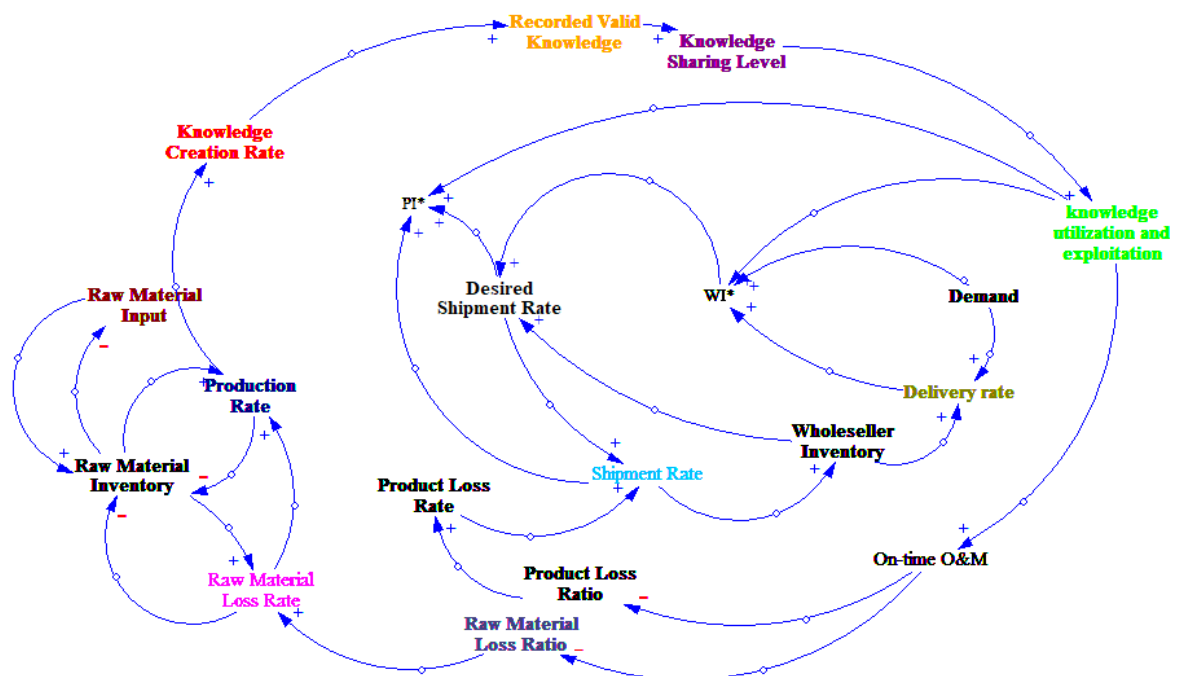 Recorded Valid
Knowledge
Knowledge
Sharing Level
Knowledge
Creation Rate
PI*
knowledge
utilization and
exploitation
Raw Material
Input
Desired
Shipment Rate
WI*
Demand
Production
Rate
Delivery rate
Wholeseller
Inventory
Raw Material
Inventory
Shipment Rate
Product Loss
Rate
On-time O&M
Raw Material
Loss Rate
Product Loss
Ratio
Raw Material
Loss Ratio